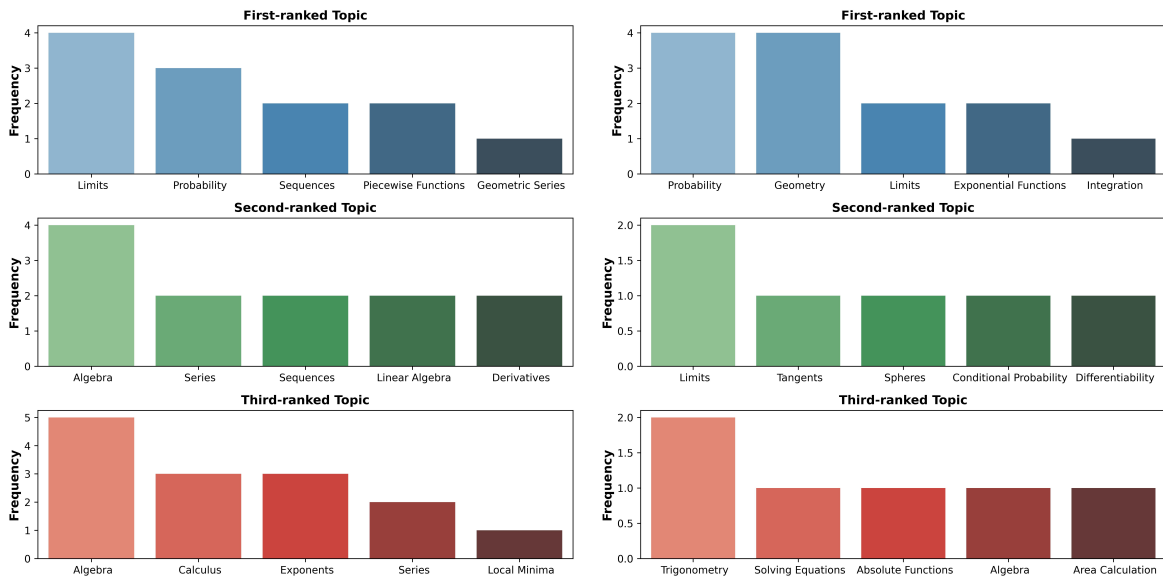 First-ranked Topic
Frequency
4
3
2
1
0
Limits Probability Sequences Piecewise Functions Geometric Series
Second-ranked Topic
Frequency
4
3
2
1
0
Algebra Series Sequences Linear Algebra Derivatives
Third-ranked Topic
Frequency
5
4
3
2
1
0
Algebra Calculus Exponents Series Local Minima
First-ranked Topic
Frequency
4
3
2
1
0
Probability Geometry Limits Exponential Functions Integration
Second-ranked Topic
Frequency
2.0
1.5
1.0
0.5
0.0
Limits Tangents Spheres Conditional Probability Differentiability
Third-ranked Topic
Frequency
2.0
1.5
1.0
0.5
0.0
Trigonometry Solving Equations Absolute Functions Algebra Area Calculation